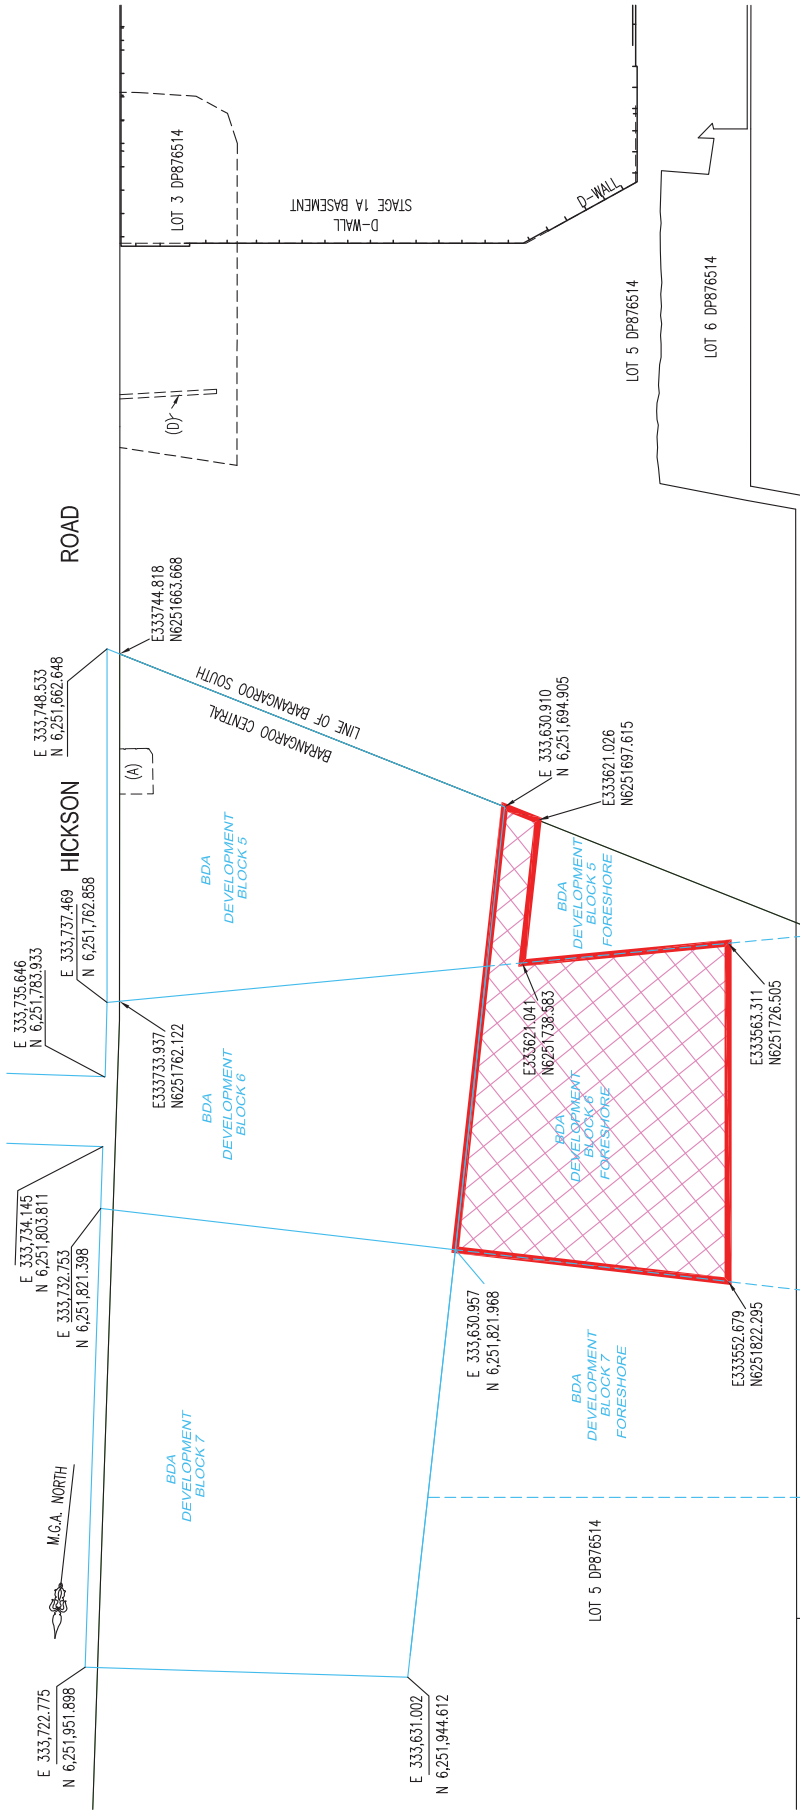 LOT 3 DP876514
D-WALL
STAGE 1A BASEMENT
D-WALL
LOT 5 DP876514
LOT 6 DP876514
(D)
HICKSON ROAD
E 333,748.533
N 6,251,662.648
E333744.818
N6251663.668
LINE OF BARANGAROO SOUTH
BARANGAROO CENTRAL
(A)
E 333,630.910
N 6,251,694.905
E333621.026
N6251697.615
E 333,737.469
N 6,251,762.858
E 333,735.646
N 6,251,783.933
BDA
DEVELOPMENT
BLOCK 5
BDA
DEVELOPMENT
BLOCK 5
FORESHORE
E333733.937
N6251762.122
E333621.041
N6251738.583
E333563.311
N6251726.505
BDA
DEVELOPMENT
BLOCK 6
BDA
DEVELOPMENT
BLOCK 6
FORESHORE
E 333,734.145
N 6,251,803.811
E 333,732.753
N 6,251,821.398
E 333,630.957
N 6,251,821.968
E333552.679
N6251822.295
BDA
DEVELOPMENT
BLOCK 7
BDA
DEVELOPMENT
BLOCK 7
FORESHORE
M.G.A. NORTH
LOT 5 DP876514
E 333,722.775
N 6,251,951.898
E 333,631.002
N 6,251,944.612